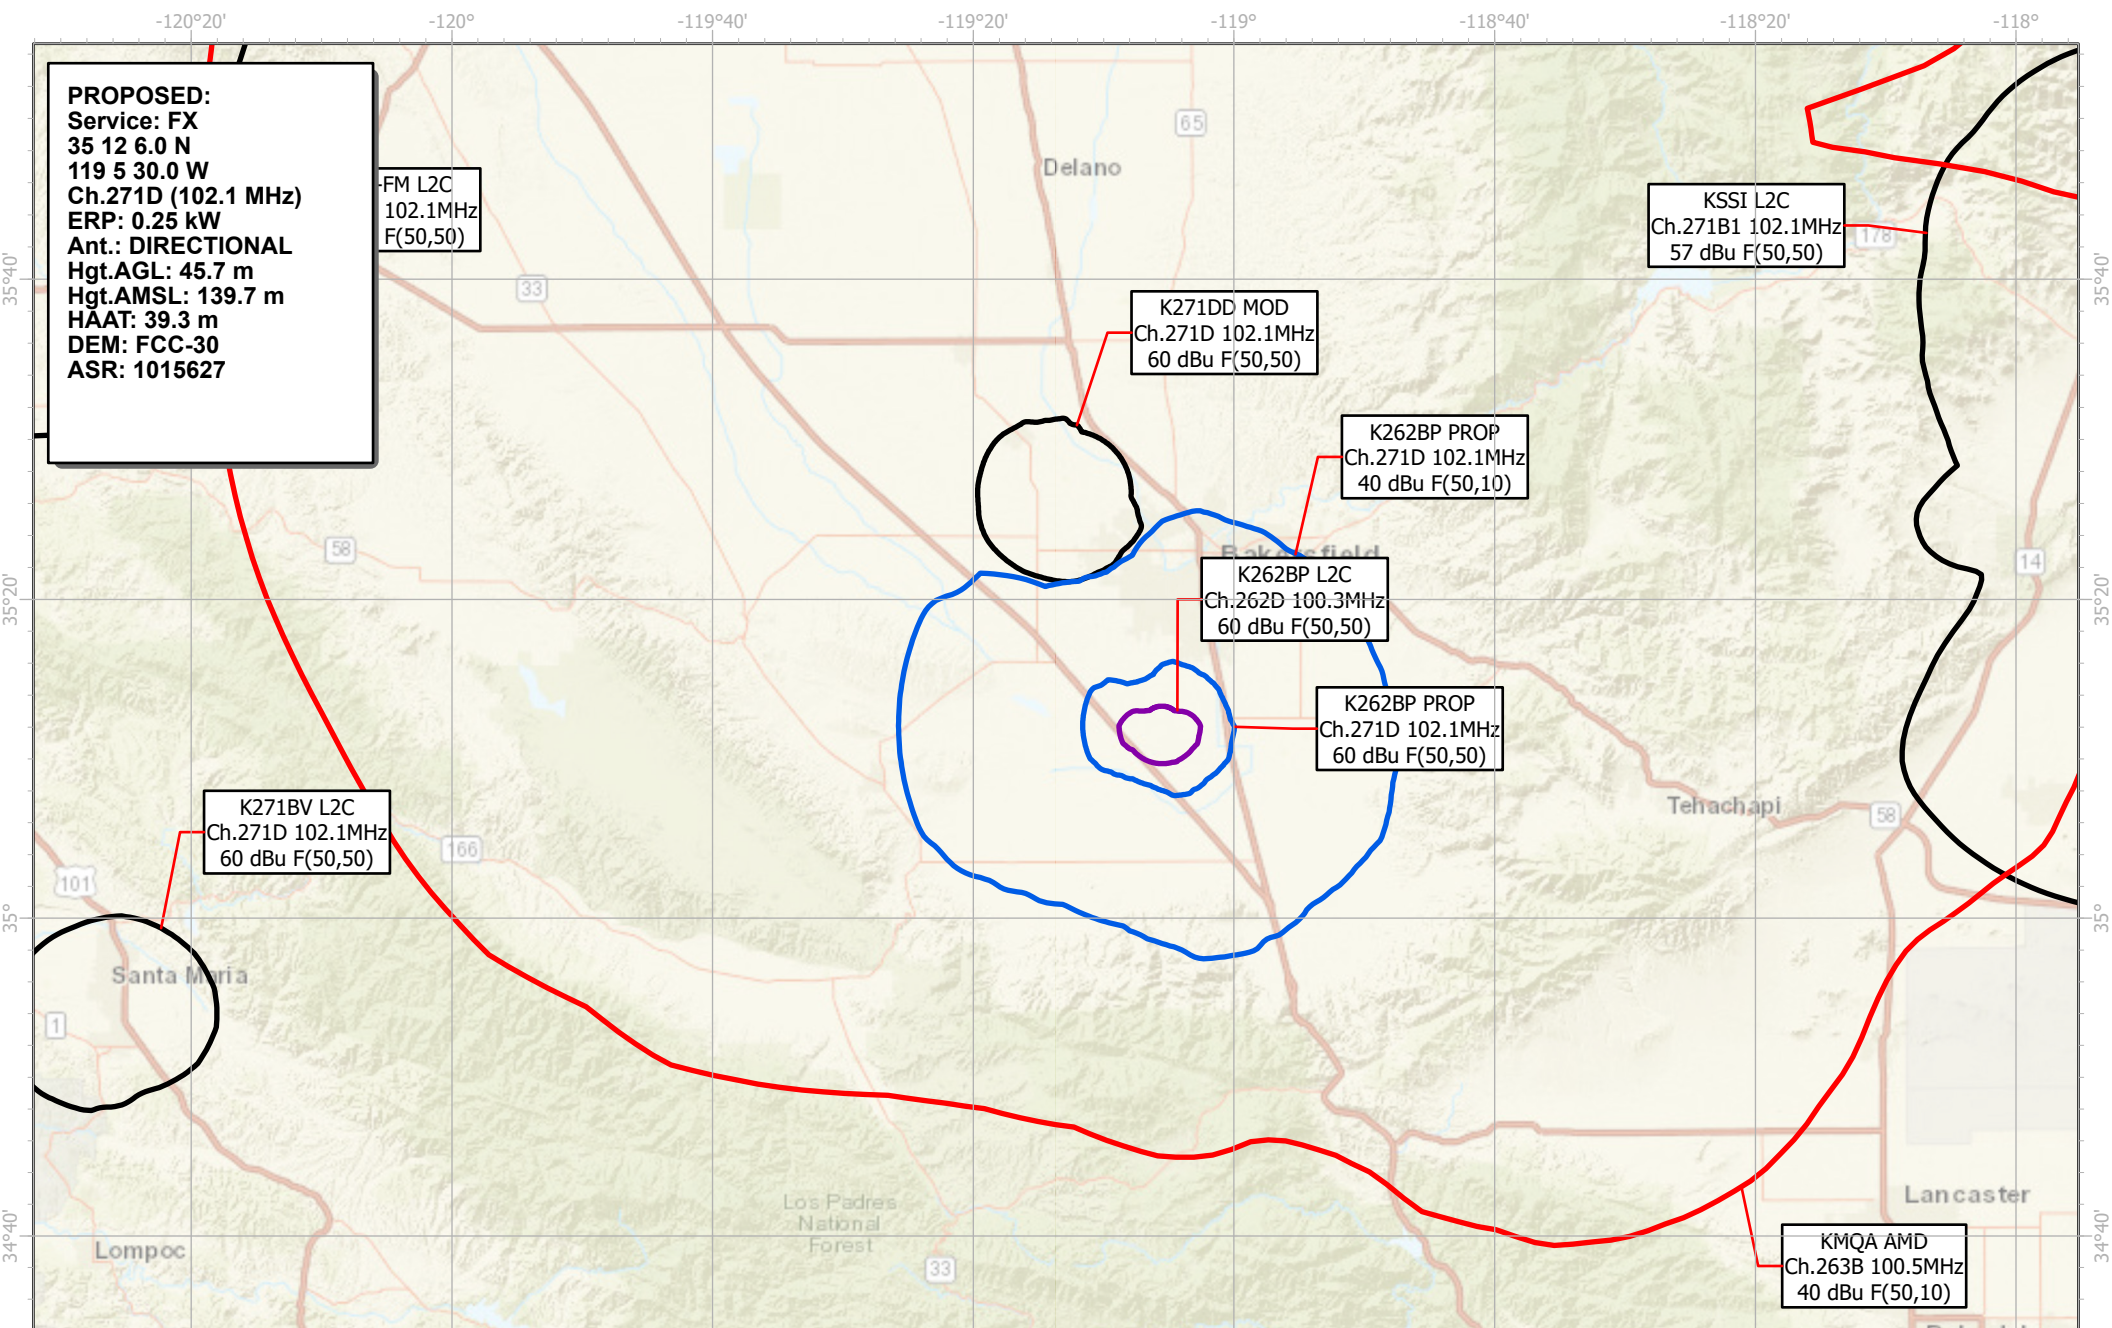 -120°20' -120° -119°40' -119°20' -119° -118°40' -118°20' -118°
PROPOSED:
Service: FX
35 12 6.0 N
119 5 30.0 W
Ch.271D (102.1 MHz)
ERP: 0.25 kW
Ant.: DIRECTIONAL
Hgt.AGL: 45.7 m
Hgt.AMSL: 139.7 m
HAAT: 39.3 m
DEM: FCC-30
ASR: 1015627
-FM L2C
102.1MHz
F(50,50)
65
Delano
KSSI L2C
Ch.271B1 102.1MHz
57 dBu F(50,50)
178
35°40'
35°40'
33
K271DD MOD
Ch.271D 102.1MHz
60 dBu F(50,50)
K262BP PROP
Ch.271D 102.1MHz
40 dBu F(50,10)
58
Bakersfield
14
K262BP L2C
Ch.262D 100.3MHz
60 dBu F(50,50)
35°20'
35°20'
K262BP PROP
Ch.271D 102.1MHz
60 dBu F(50,50)
Tehachapi
58
K271BV L2C
Ch.271D 102.1MHz
60 dBu F(50,50)
166
101
35°
35°
Santa Maria
1
Los Padres
National
Forest
Lancaster
34°40'
34°40'
Lompoc
33
KMQA AMD
Ch.263B 100.5MHz
40 dBu F(50,10)